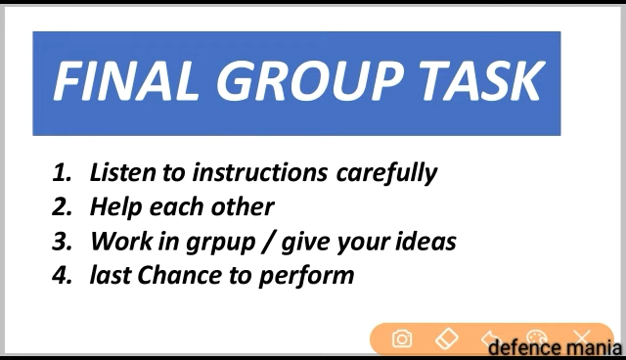 FINAL GROUP TASK
1. Listen to instructions carefully
2. Help each other
3. Work in grpup / give your ideas
4. last Chance to perform
defence mania